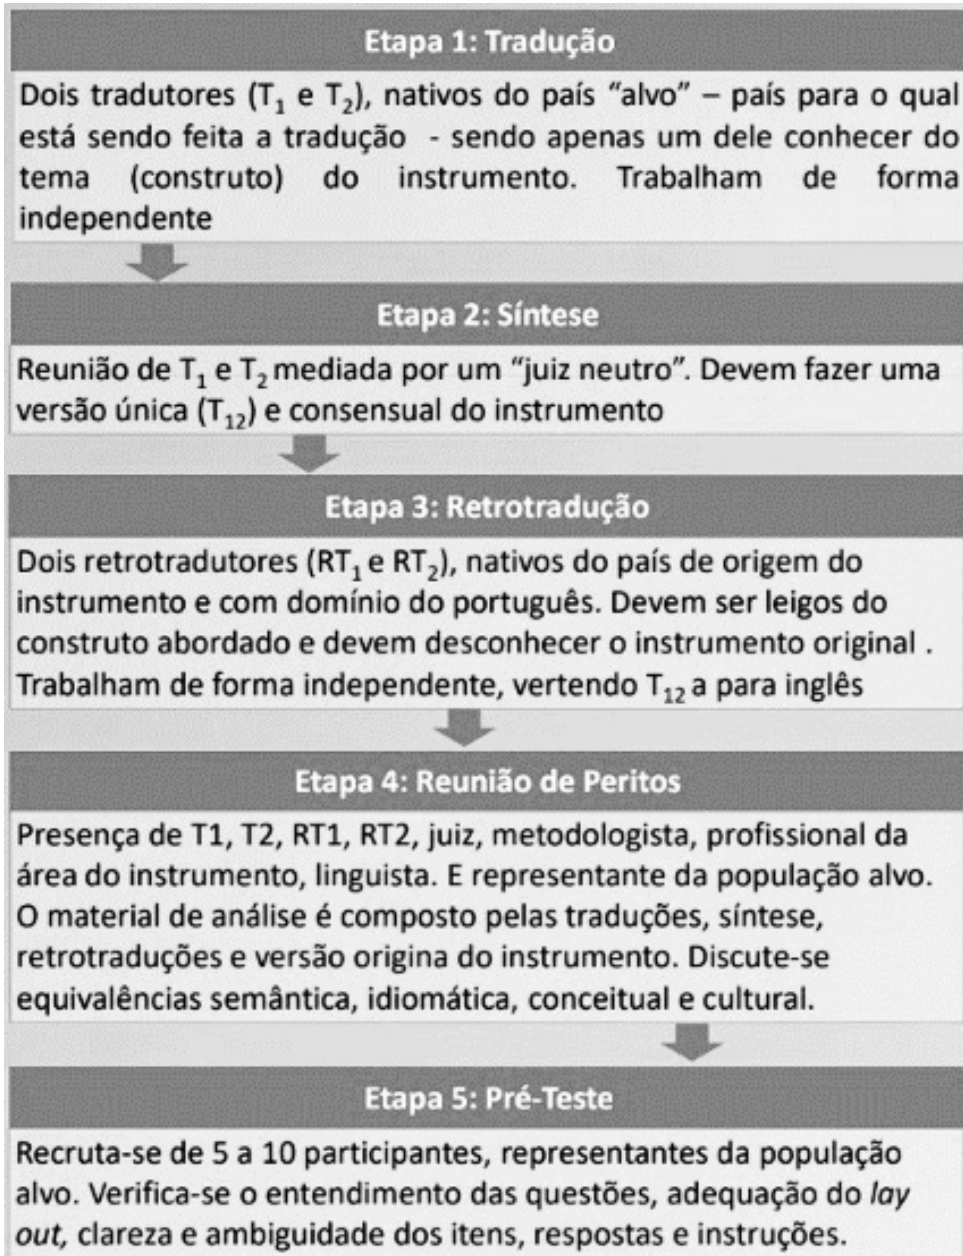 Etapa 1: Tradução
Dois tradutores (T1 e T2), nativos do país “alvo” – país para o qual
está sendo feita a tradução - sendo apenas um dele conhecer do
tema (construto) do instrumento. Trabalham de forma
independente
Etapa 2: Síntese
Reunião de T1 e T2 mediada por um “juiz neutro”. Devem fazer uma
versão única (T12) e consensual do instrumento
Etapa 3: Retrotradução
Dois retrotradutores (RT1 e RT2), nativos do país de origem do
instrumento e com domínio do português. Devem ser leigos do
construto abordado e devem desconhecer o instrumento original .
Trabalham de forma independente, vertendo T12 a para inglês
Etapa 4: Reunião de Peritos
Presença de T1, T2, RT1, RT2, juiz, metodologista, profissional da
área do instrumento, linguista. E representante da população alvo.
O material de análise é composto pelas traduções, síntese,
retrotraduções e versão origina do instrumento. Discute-se
equivalências semântica, idiomática, conceitual e cultural.
Etapa 5: Pré-Teste
Recruta-se de 5 a 10 participantes, representantes da população
alvo. Verifica-se o entendimento das questões, adequação do lay
out, clareza e ambiguidade dos itens, respostas e instruções.